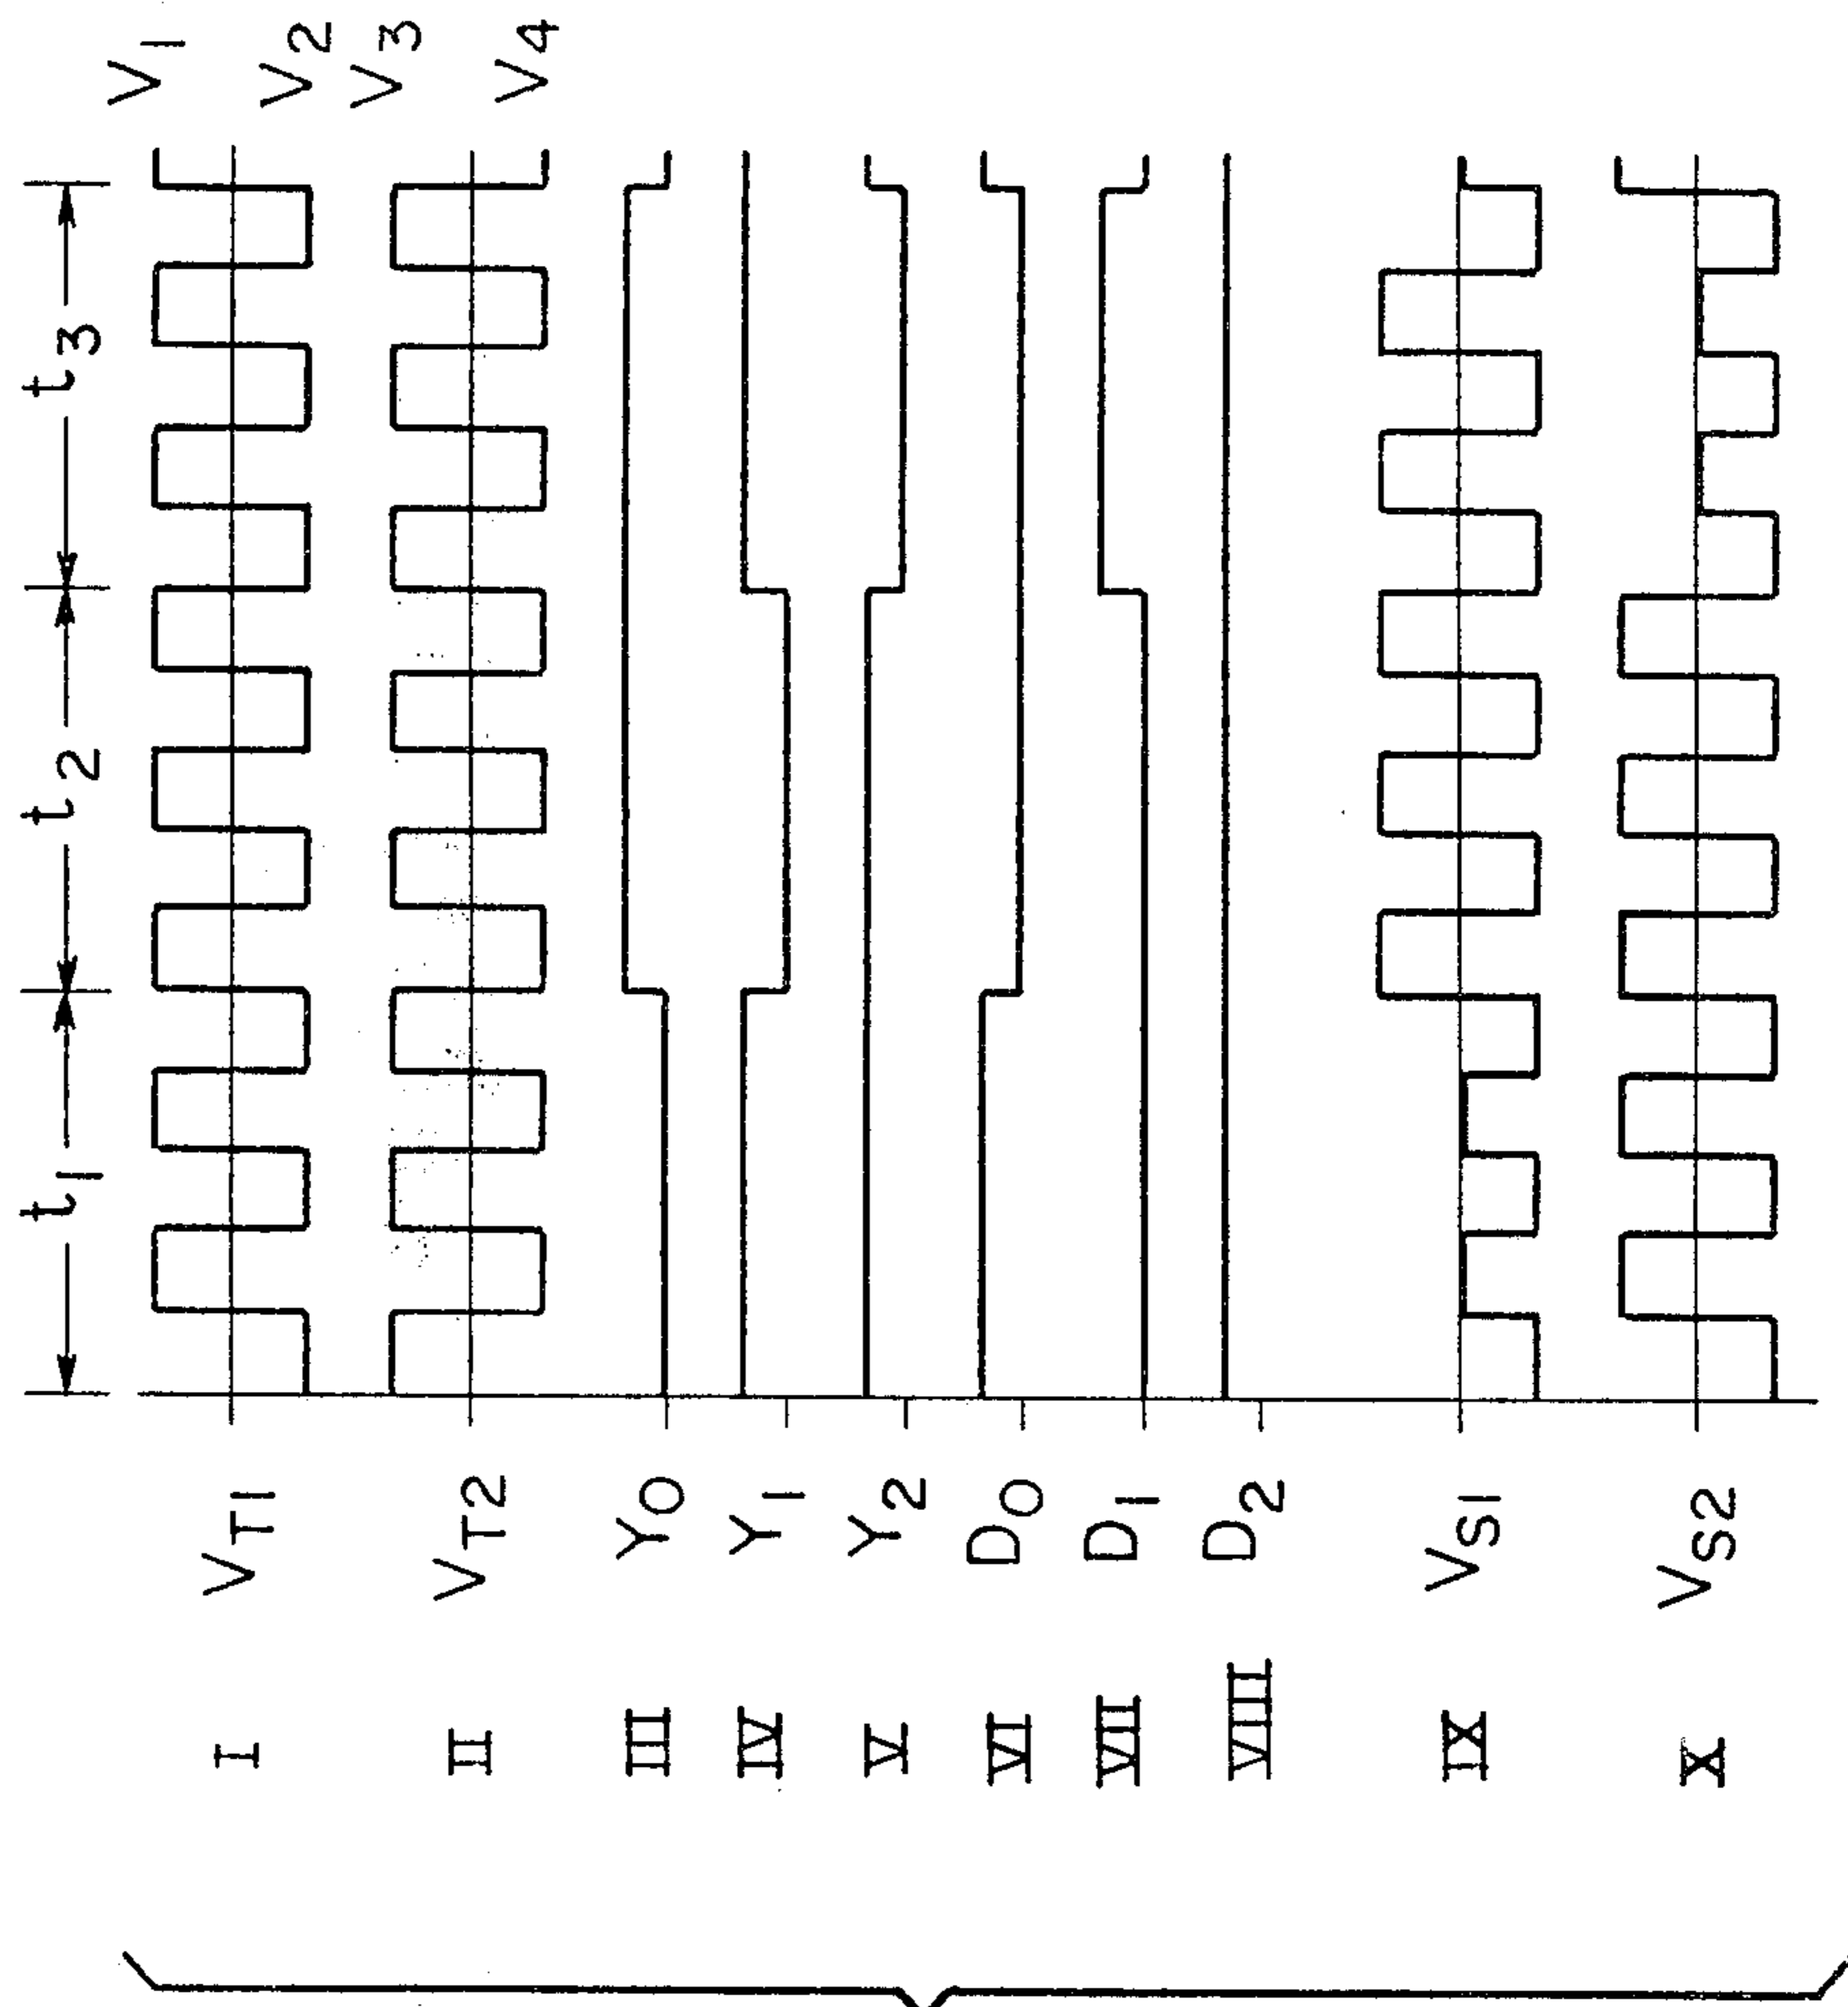 t1 t2 t3
I VT1 V1 V2
II VT2 V3 V4
III Y0
IV Y1
V Y2
VI D0
VII D1
VIII D2
IX VS1
X VS2